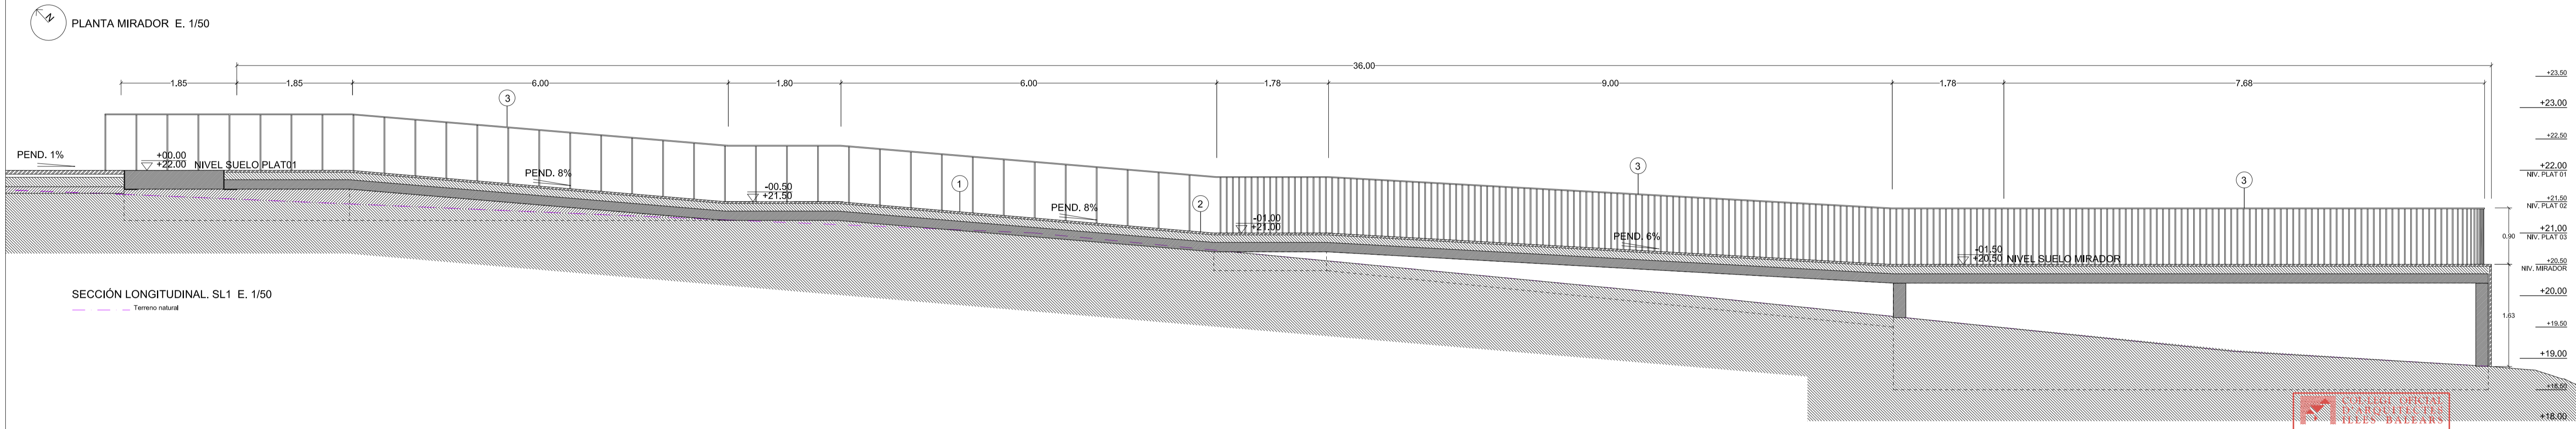 N
PLANTA MIRADOR E. 1/50
36.00
1.85 1.85 6.00 1.80 6.00 1.78 9.00 1.78 7.68
+23.50
+23.00
+22.50
+22.00
NIV. PLAT 01
+21.50
NIV. PLAT 02
+21.00
NIV. PLAT 03
+20.50
NIV. MIRADOR
+20.00
+19.50
+19.00
+18.50
+18.00
3
3
3
1
2
PEND. 1%
+00.00
+22.00 NIVEL SUELO PLAT01
PEND. 8%
-00.50
+21.50
PEND. 8%
-01.00
+21.00
PEND. 6%
-01.50
+20.50 NIVEL SUELO MIRADOR
0.90
1.63
SECCIÓN LONGITUDINAL. SL1 E. 1/50
Terreno natural
COL·LEGI OFICIAL
D'ARQUITECTES
ILLES BALEARS